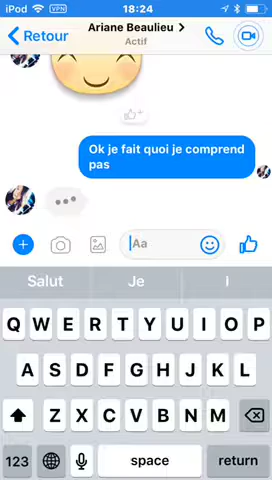 iPod VPN 18:24
Retour
Ariane Beaulieu >
Actif
Ok je fait quoi je comprend
pas
Aa
Salut Je I
Q W E R T Y U I O P
A S D F G H J K L
Z X C V B N M
123 space return